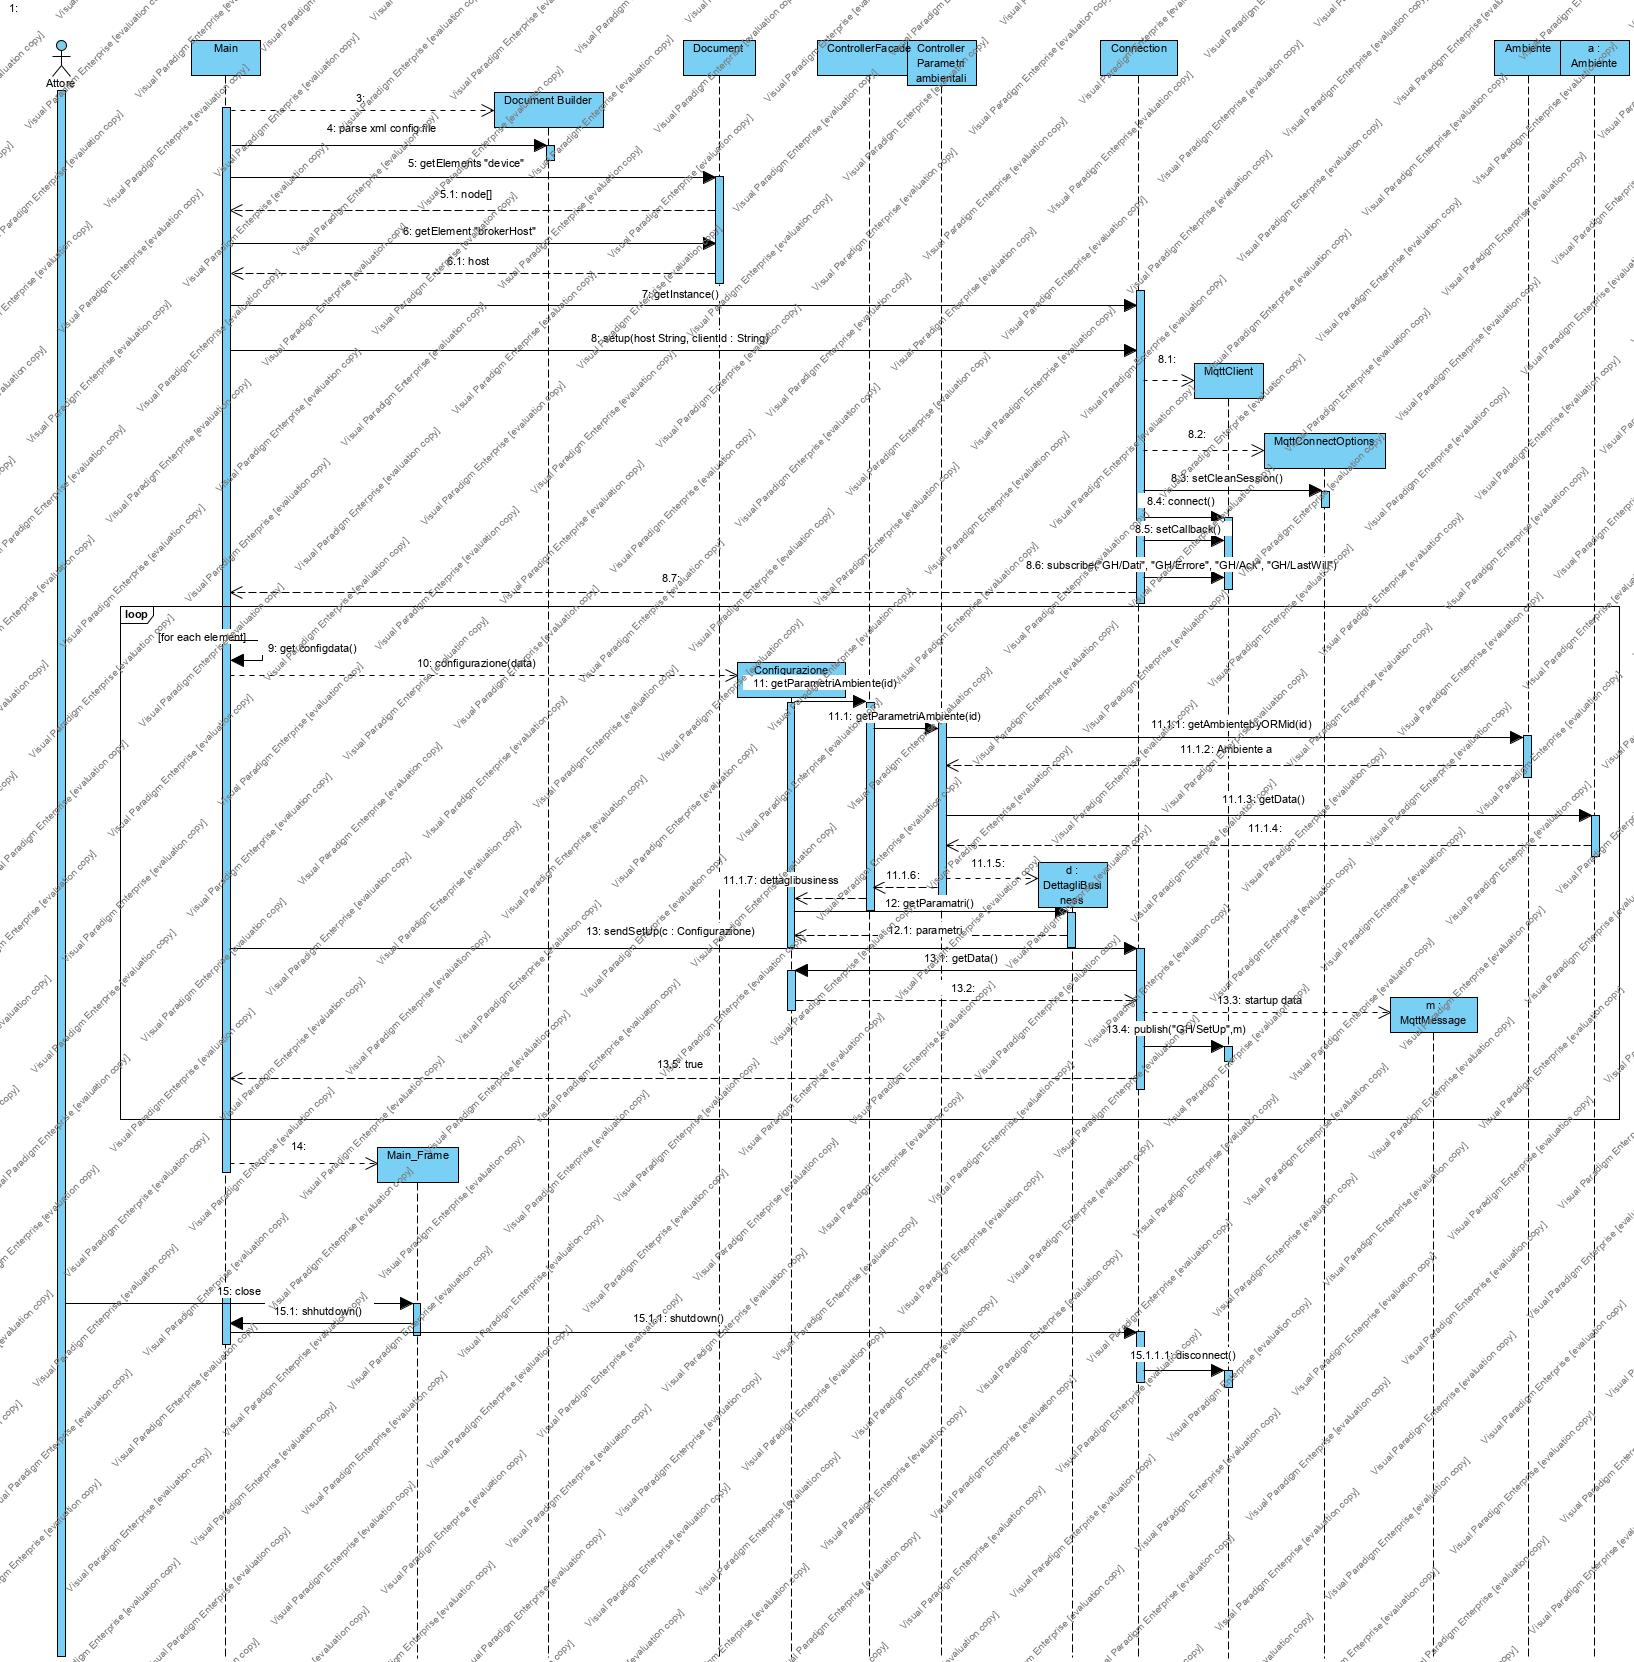 1:
Attore
Main
Document
ControllerFacade
Controller
Parametri
ambientali
Connection
Ambiente
a :
Ambiente
3:
Document Builder
4: parse xml config file
5: getElements "device"
5.1: node[]
6: getElement "brokerHost"
6.1: host
7: getInstance()
8: setup(host String, clientId : String)
8.1:
MqttClient
8.2:
MqttConnectOptions
8.3: setCleanSession()
8.4: connect()
8.5: setCallback()
8.6: subscribe("GH/Dati", "GH/Errore", "GH/Ack", "GH/LastWill")
8.7:
loop
[for each element]
9: get configdata()
10: configurazione(data)
Configurazione
11: getParametriAmbiente(id)
11.1: getParametriAmbiente(id)
11.1.1: getAmbientebyORMid(id)
11.1.2: Ambiente a
11.1.3: getData()
11.1.4:
11.1.5:
d :
DettagliBusi
ness
11.1.6:
11.1.7: dettaglibusiness
12: getParamatri()
12.1: parametri
13: sendSetUp(c : Configurazione)
13.1: getData()
13.2:
13.3: startup data
m :
MqttMessage
13.4: publish("GH/SetUp",m)
13.5: true
14:
Main_Frame
15: close
15.1: shhutdown()
15.1.1: shutdown()
15.1.1.1: disconnect()
Visual Paradigm Enterprise [evaluation copy]